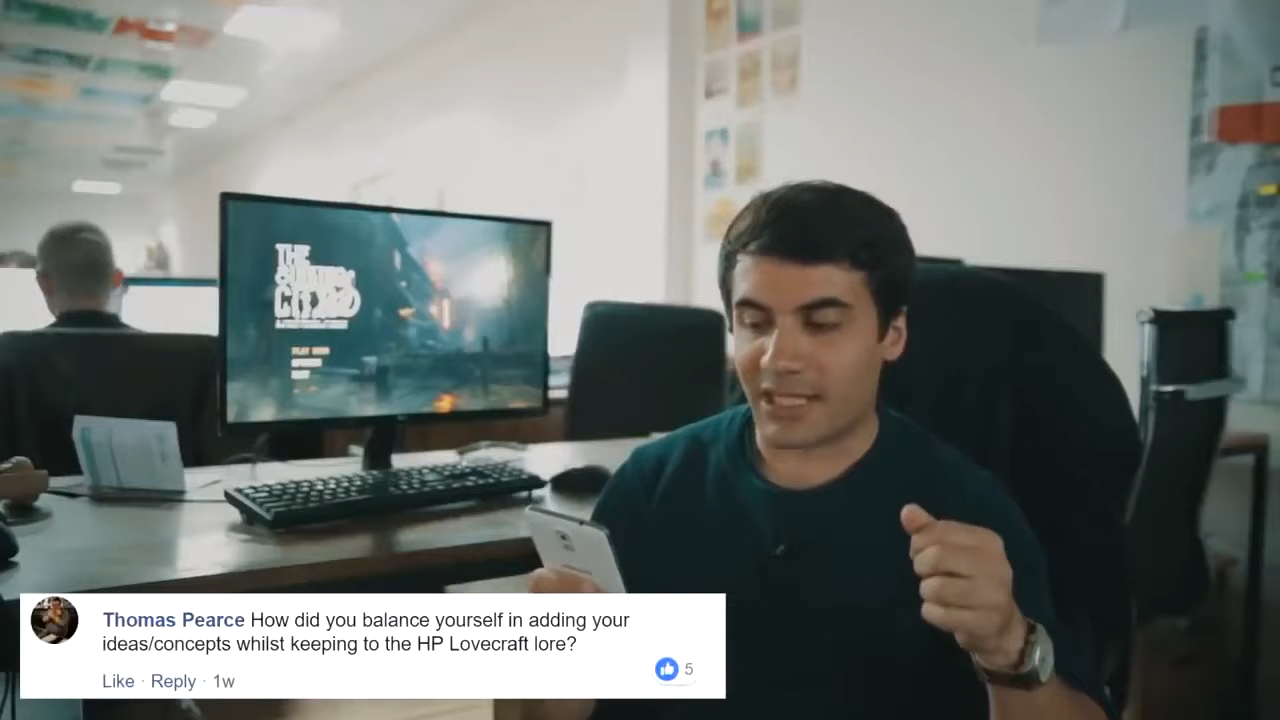 THE
SINKING
CITY
Thomas Pearce How did you balance yourself in adding your
ideas/concepts whilst keeping to the HP Lovecraft lore?
Like · Reply · 1w
5